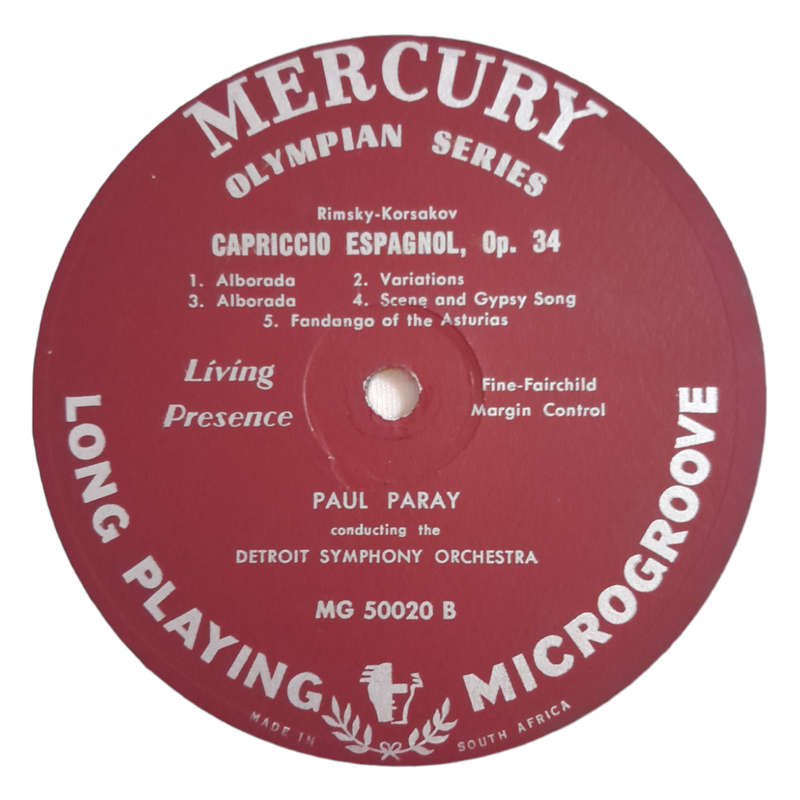 MERCURY
OLYMPIAN SERIES
Rimsky-Korsakov
CAPRICCIO ESPAGNOL, Op. 34
1. Alborada 2. Variations
3. Alborada 4. Scene and Gypsy Song
5. Fandango of the Asturias
Living
Presence
Fine-Fairchild
Margin Control
PAUL PARAY
conducting the
DETROIT SYMPHONY ORCHESTRA
MG 50020 B
LONG PLAYING MICROGROOVE
MADE IN SOUTH AFRICA